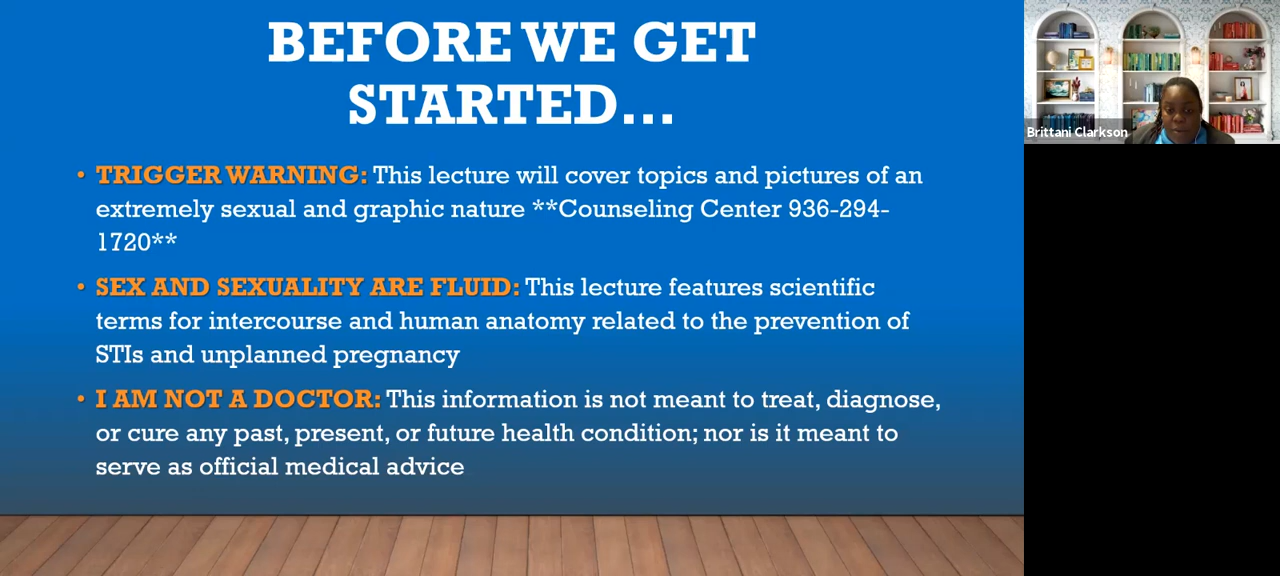 BEFORE WE GET
STARTED...
• TRIGGER WARNING: This lecture will cover topics and pictures of an
extremely sexual and graphic nature **Counseling Center 936-294-
1720**
• SEX AND SEXUALITY ARE FLUID: This lecture features scientific
terms for intercourse and human anatomy related to the prevention of
STIs and unplanned pregnancy
• I AM NOT A DOCTOR: This information is not meant to treat, diagnose,
or cure any past, present, or future health condition; nor is it meant to
serve as official medical advice
Brittani Clarkson